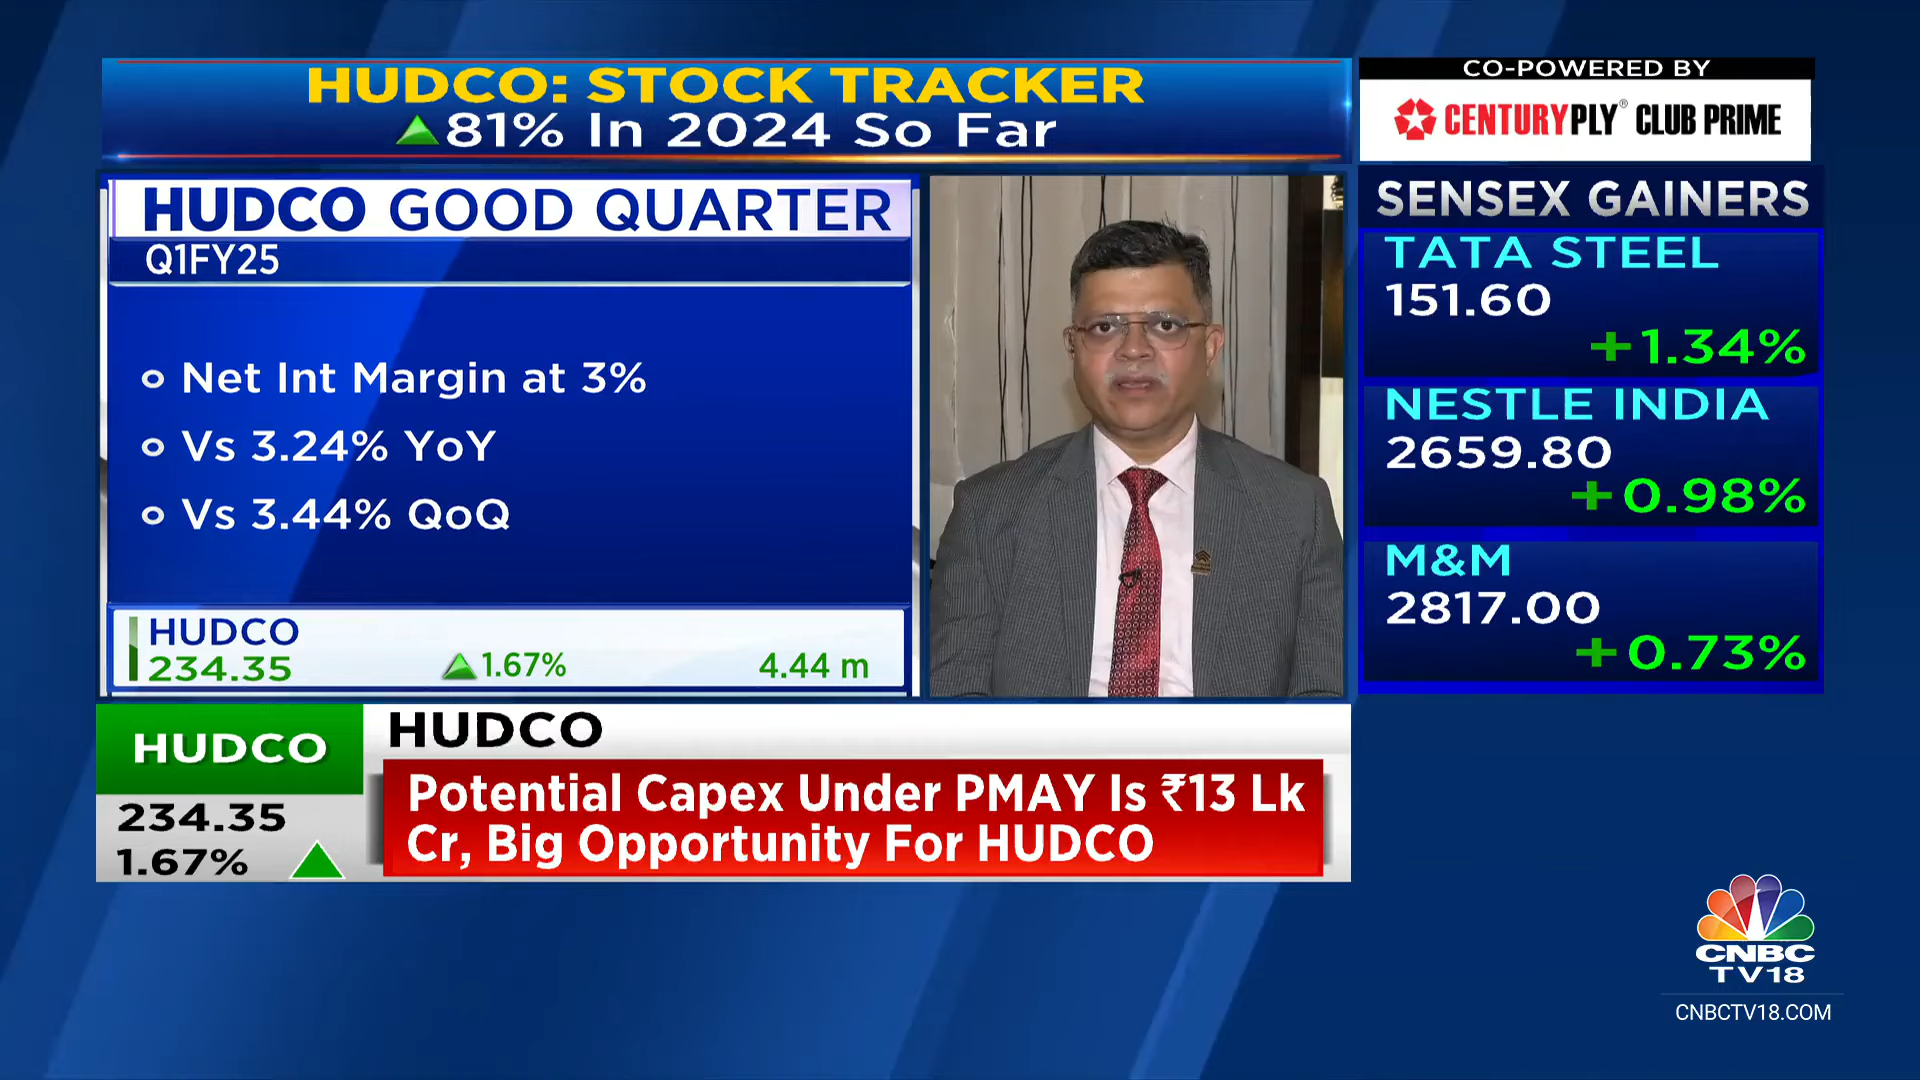 HUDCO: STOCK TRACKER
81% In 2024 So Far
HUDCO GOOD QUARTER
Q1FY25
Net Int Margin at 3%
Vs 3.24% YoY
Vs 3.44% QoQ
HUDCO
234.35 1.67% 4.44 m
HUDCO
234.35
1.67%
HUDCO
Potential Capex Under PMAY Is ₹13 Lk
Cr, Big Opportunity For HUDCO
CO-POWERED BY
CENTURYPLY® CLUB PRIME
SENSEX GAINERS
TATA STEEL
151.60
+1.34%
NESTLE INDIA
2659.80
+0.98%
M&M
2817.00
+0.73%
CNBC
TV18
CNBCTV18.COM